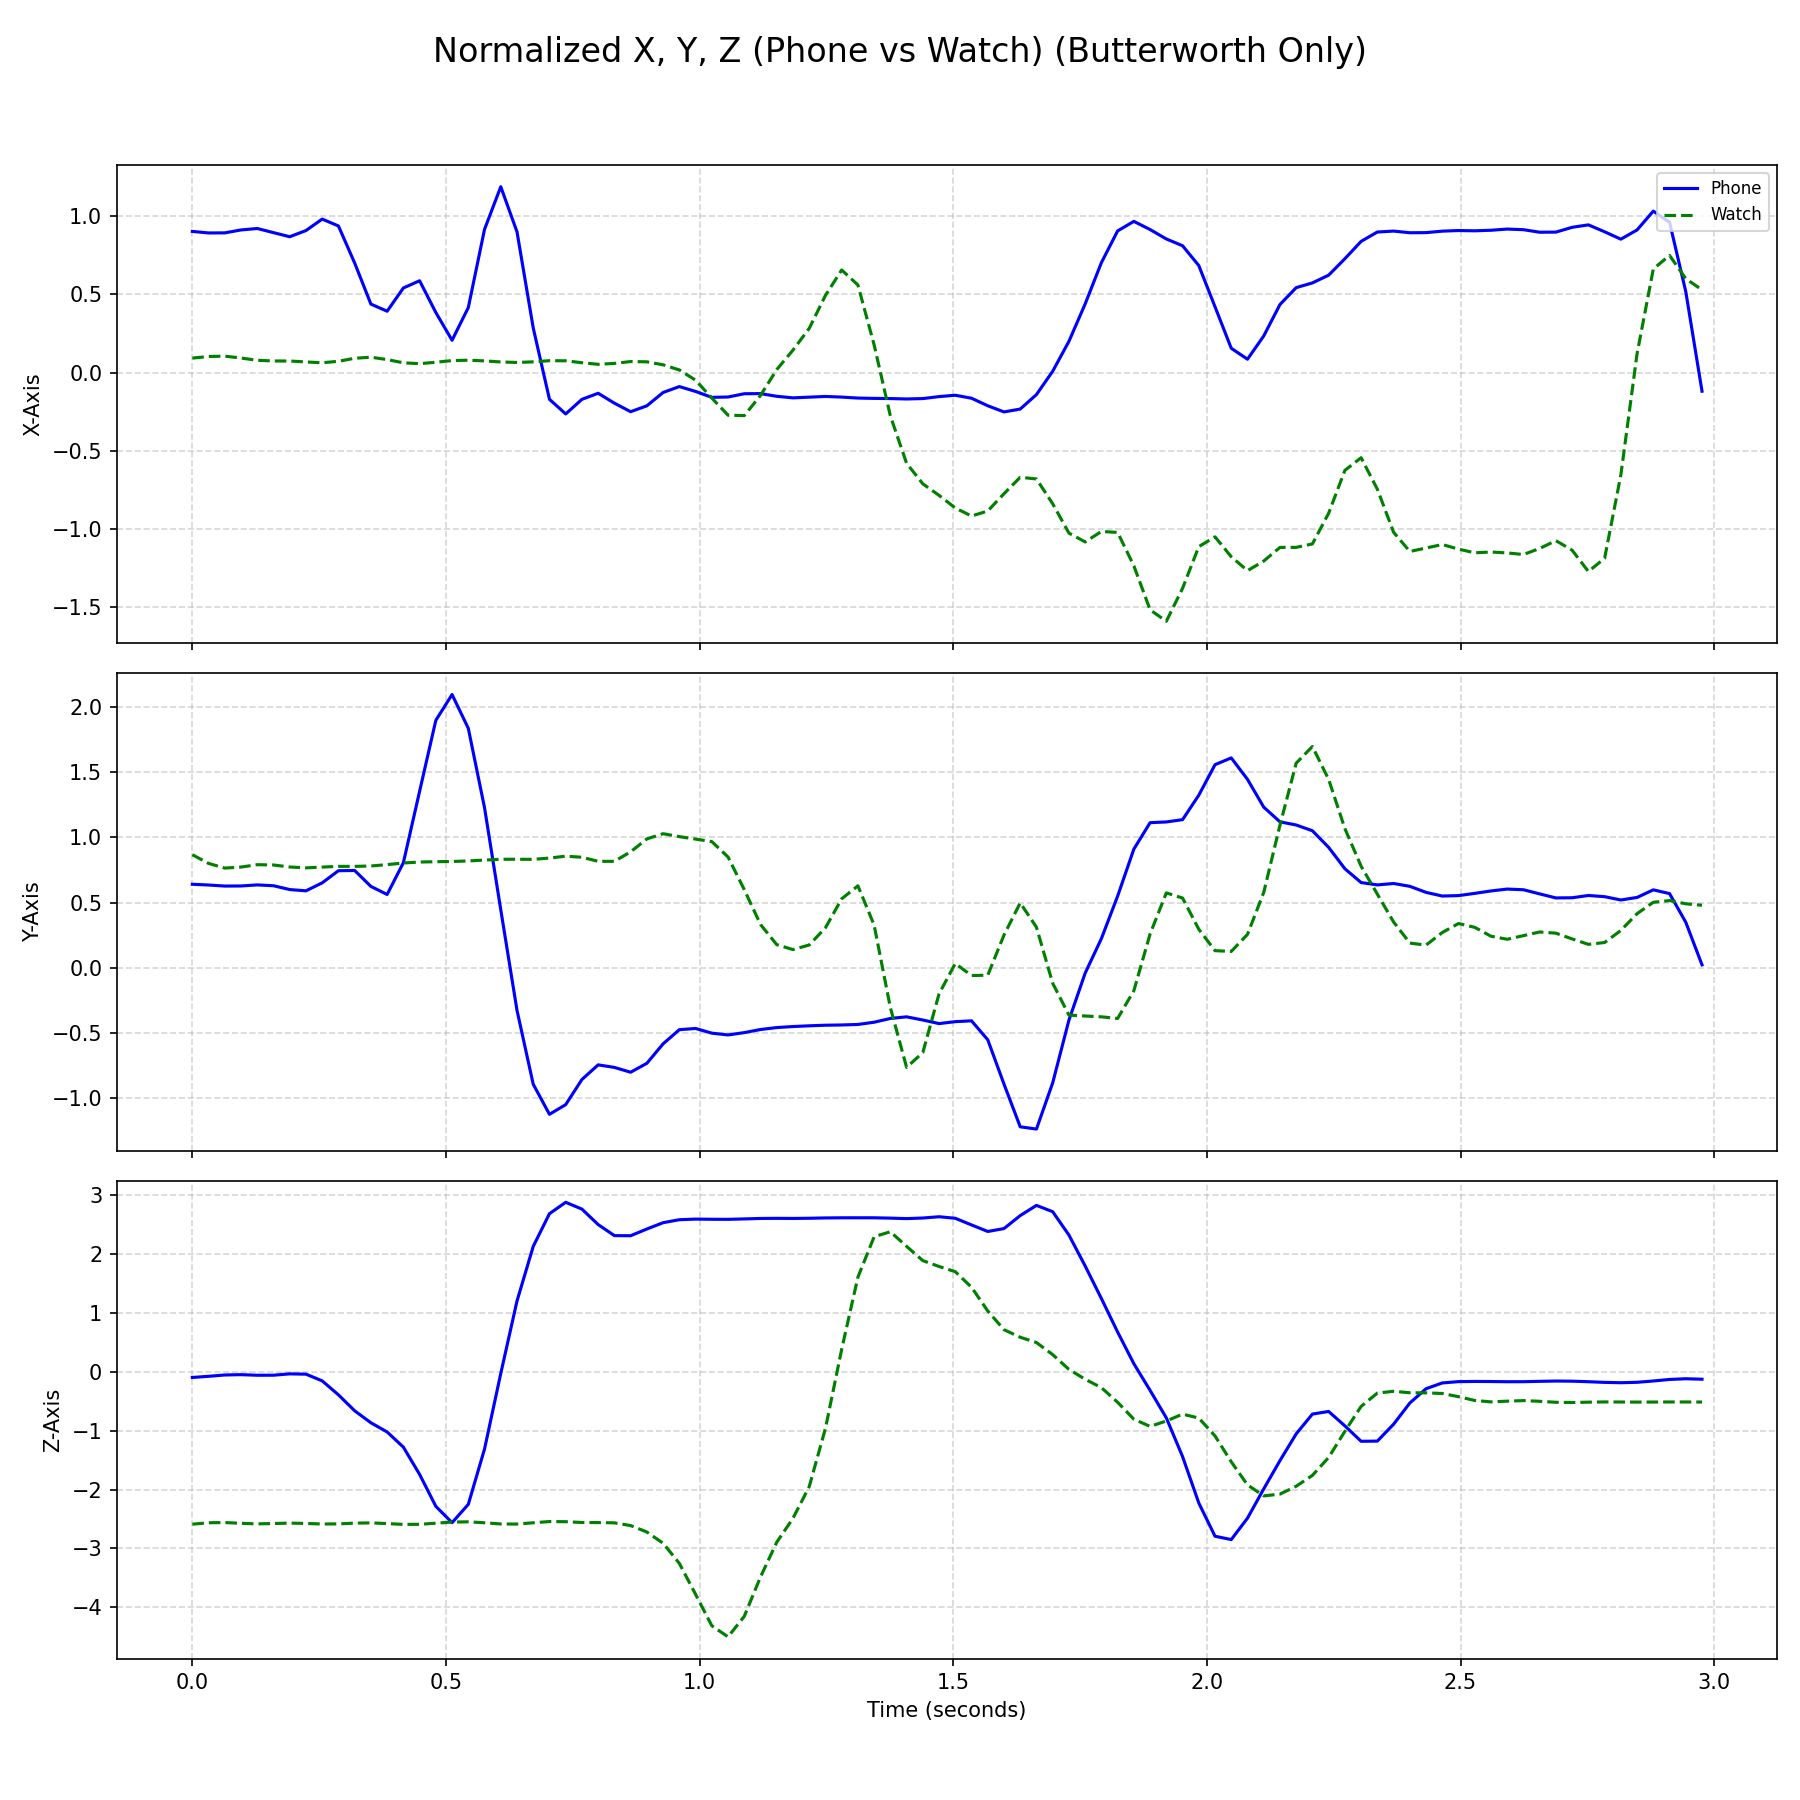 Normalized X, Y, Z (Phone vs Watch) (Butterworth Only)
Phone
Watch
X-Axis
1.0
0.5
0.0
−0.5
−1.0
−1.5
Y-Axis
2.0
1.5
1.0
0.5
0.0
−0.5
−1.0
Z-Axis
3
2
1
0
−1
−2
−3
−4
0.0 0.5 1.0 1.5 2.0 2.5 3.0
Time (seconds)